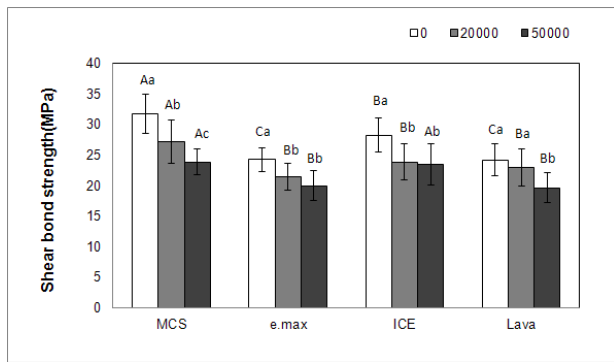 0 20000 50000
Shear bond strength(MPa)
40
35
30
25
20
15
10
5
0
Aa Ab Ac Ca Bb Bb Ba Bb Ab Ca Ba Bb
MCS e.max ICE Lava